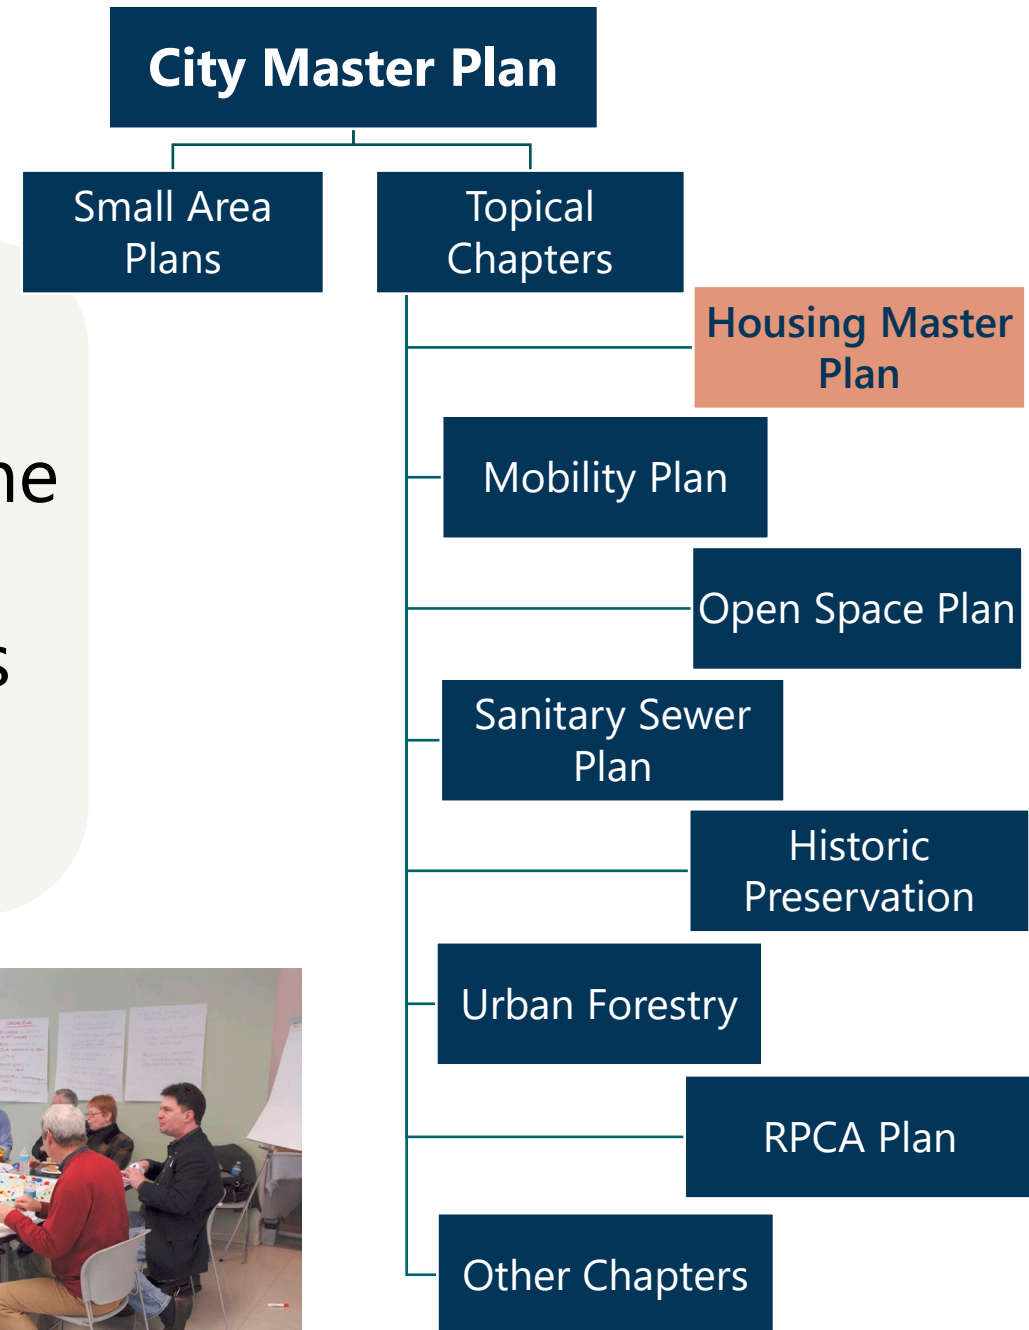 City Master Plan
Small Area
Plans
Topical
Chapters
Housing Master
Plan
Mobility Plan
Open Space Plan
Sanitary Sewer
Plan
Historic
Preservation
Urban Forestry
RPCA Plan
Other Chapters